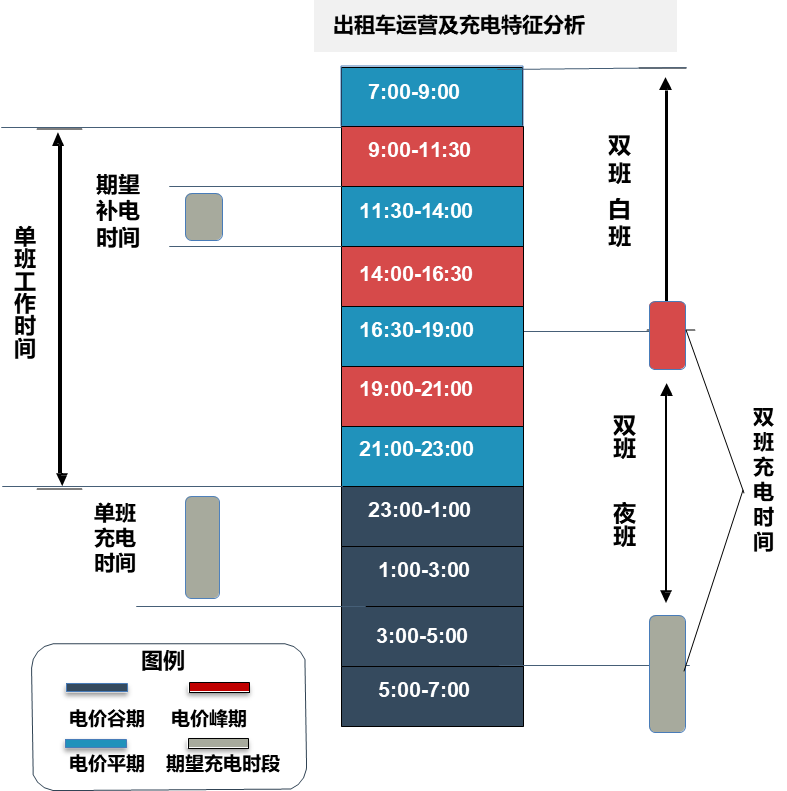 出租车运营及充电特征分析
7:00-9:00
9:00-11:30
11:30-14:00
14:00-16:30
16:30-19:00
19:00-21:00
21:00-23:00
23:00-1:00
1:00-3:00
3:00-5:00
5:00-7:00
单班工作时间
期望
补电
时间
单班
充电
时间
双
班
白
班
双
班
夜
班
双班充电时间
图例
电价谷期
电价峰期
电价平期
期望充电时段